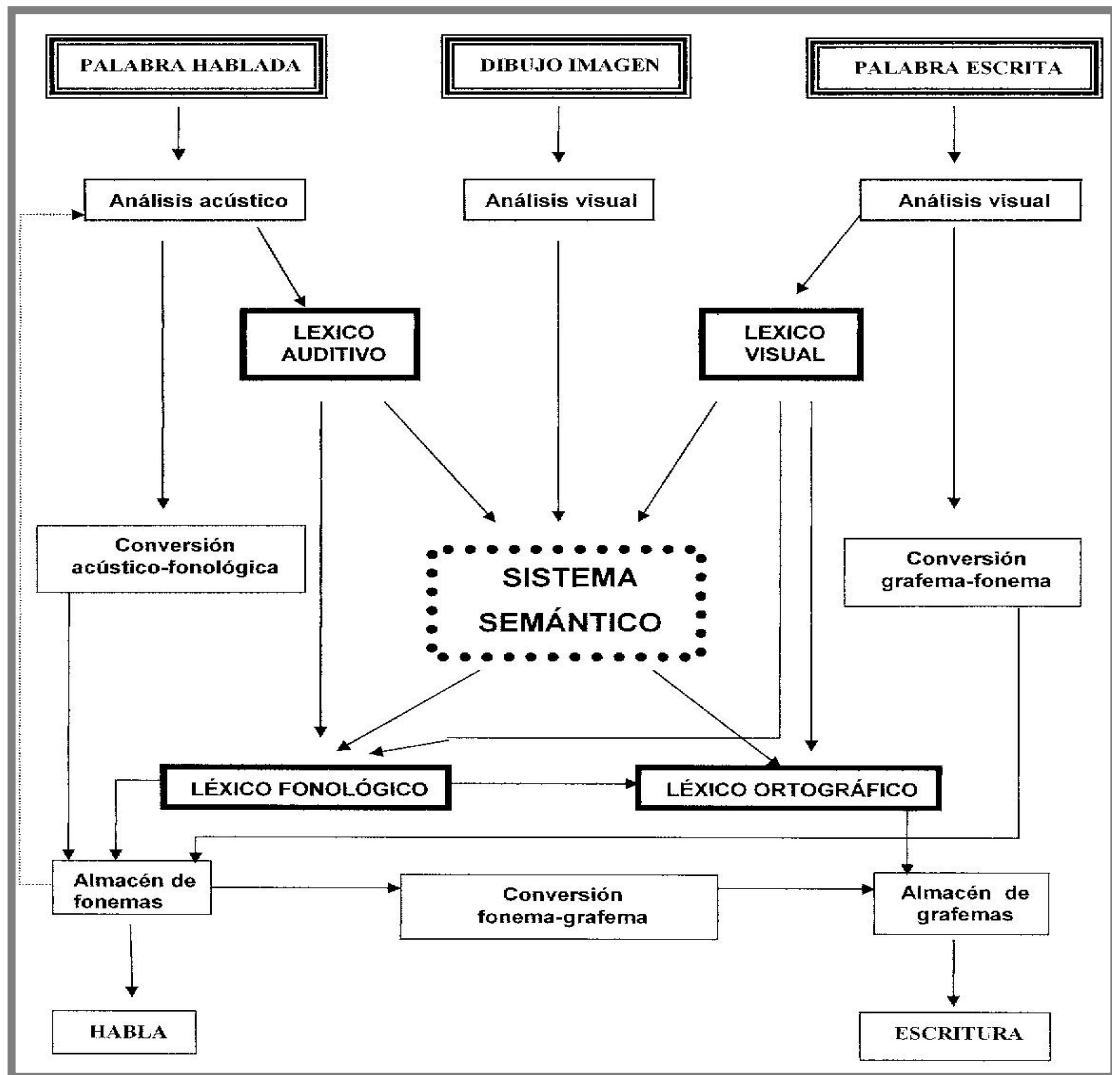 PALABRA HABLADA
DIBUJO IMAGEN
PALABRA ESCRITA
Análisis acústico
Análisis visual
Análisis visual
LEXICO
AUDITIVO
LEXICO
VISUAL
Conversión
acústico-fonológica
SISTEMA
SEMÁNTICO
Conversión
grafema-fonema
LÉXICO FONOLÓGICO
LÉXICO ORTOGRÁFICO
Almacén de
fonemas
Conversión
fonema-grafema
Almacén de
grafemas
HABLA
ESCRITURA